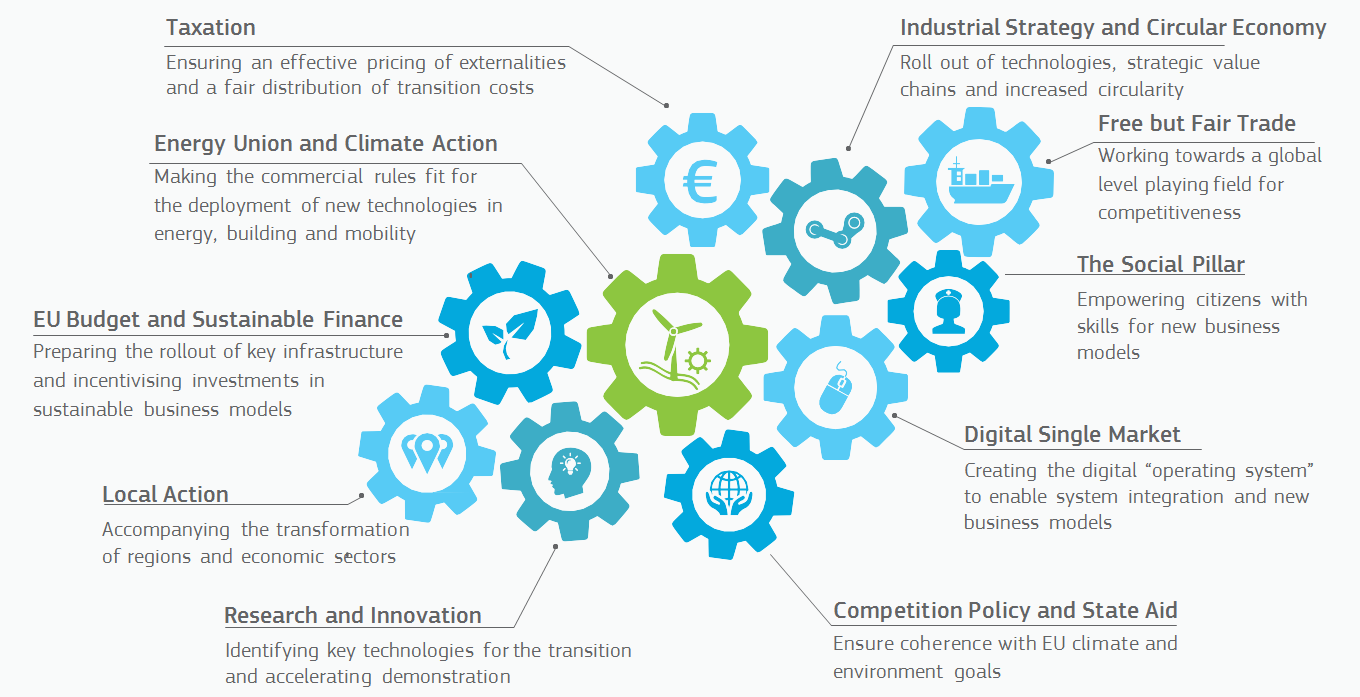 Taxation
Ensuring an effective pricing of externalities
and a fair distribution of transition costs
Industrial Strategy and Circular Economy
Roll out of technologies, strategic value
chains and increased circularity
Energy Union and Climate Action
Making the commercial rules fit for
the deployment of new technologies in
energy, building and mobility
Free but Fair Trade
Working towards a global
level playing field for
competitiveness
€
The Social Pillar
Empowering citizens with
skills for new business
models
EU Budget and Sustainable Finance
Preparing the rollout of key infrastructure
and incentivising investments in
sustainable business models
Digital Single Market
Creating the digital “operating system”
to enable system integration and new
business models
Local Action
Accompanying the transformation
of regions and economic sectors
Research and Innovation
Identifying key technologies for the transition
and accelerating demonstration
Competition Policy and State Aid
Ensure coherence with EU climate and
environment goals